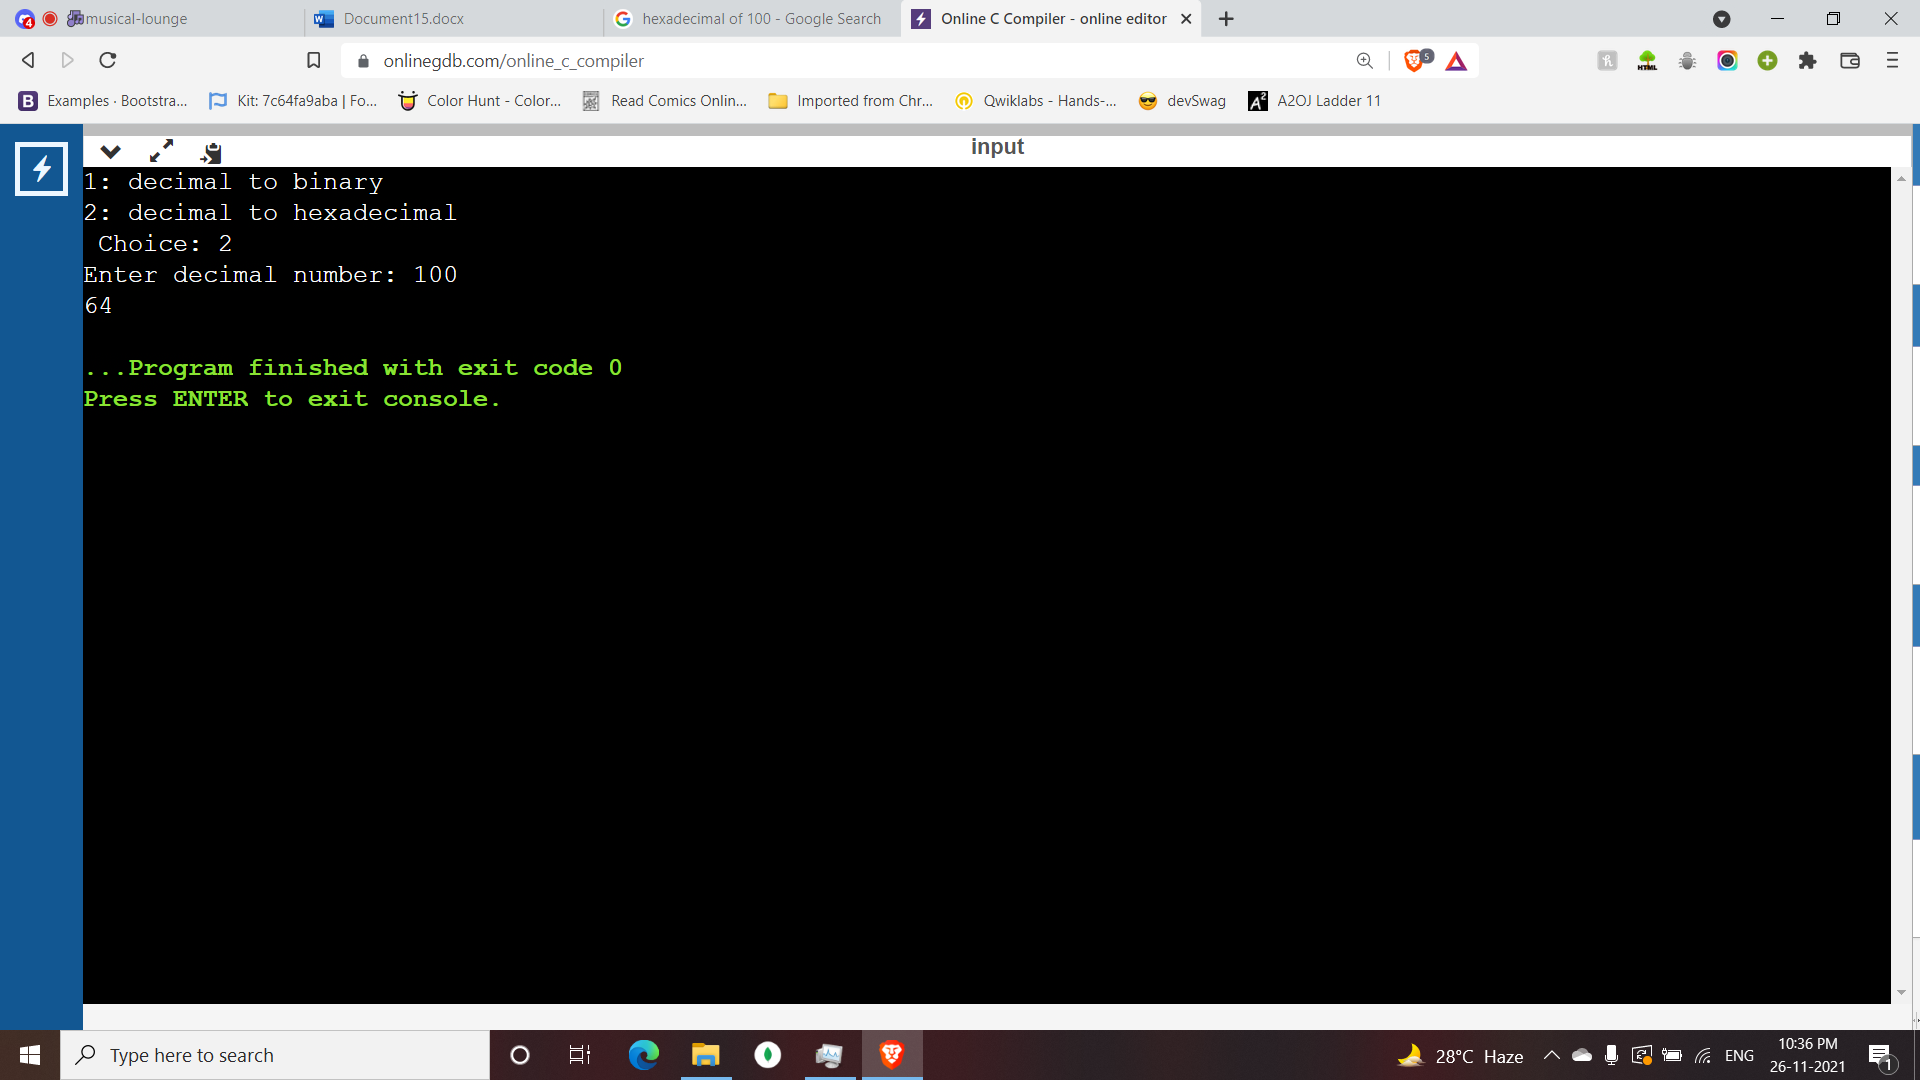 musical-lounge
Document15.docx
hexadecimal of 100 - Google Search
Online C Compiler - online editor
onlinegdb.com/online_c_compiler
5
Examples · Bootstra...
Kit: 7c64fa9aba | Fo...
Color Hunt - Color...
Read Comics Onlin...
Imported from Chr...
Qwiklabs - Hands-...
devSwag
A2OJ Ladder 11
input
1: decimal to binary
2: decimal to hexadecimal
Choice: 2
Enter decimal number: 100
64
...Program finished with exit code 0
Press ENTER to exit console.
Type here to search
28°C Haze
ENG
10:36 PM
26-11-2021
1